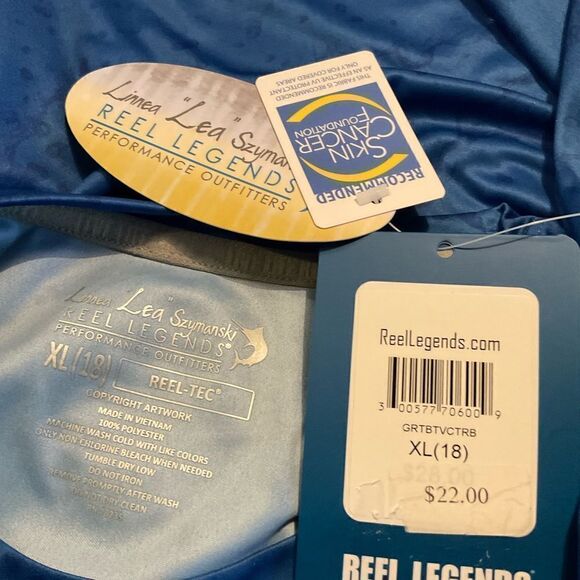 Linnea "Lea" Szymanski
REEL LEGENDS
PERFORMANCE OUTFITTERS
THIS FABRIC IS RECOMMENDED
AS AN EFFECTIVE UV PROTECTANT
ONLY FOR COVERED AREAS
SKIN
CANCER
FOUNDATION
RECOMMENDED
Linnea "Lea" Szymanski
REEL LEGENDS®
PERFORMANCE OUTFITTERS
XL(18)
REEL-TEC®
COPYRIGHT ARTWORK
MADE IN VIETNAM
100% POLYESTER
MACHINE WASH COLD WITH LIKE COLORS
ONLY NON CHLORINE BLEACH WHEN NEEDED
TUMBLE DRY LOW
DO NOT IRON
REMOVE PROMPTLY AFTER WASH
DO NOT DRY CLEAN
ReelLegends.com
3 00577 70600 9
GRTBTVCTRB
XL(18)
$22.00
REEL LEGENDS